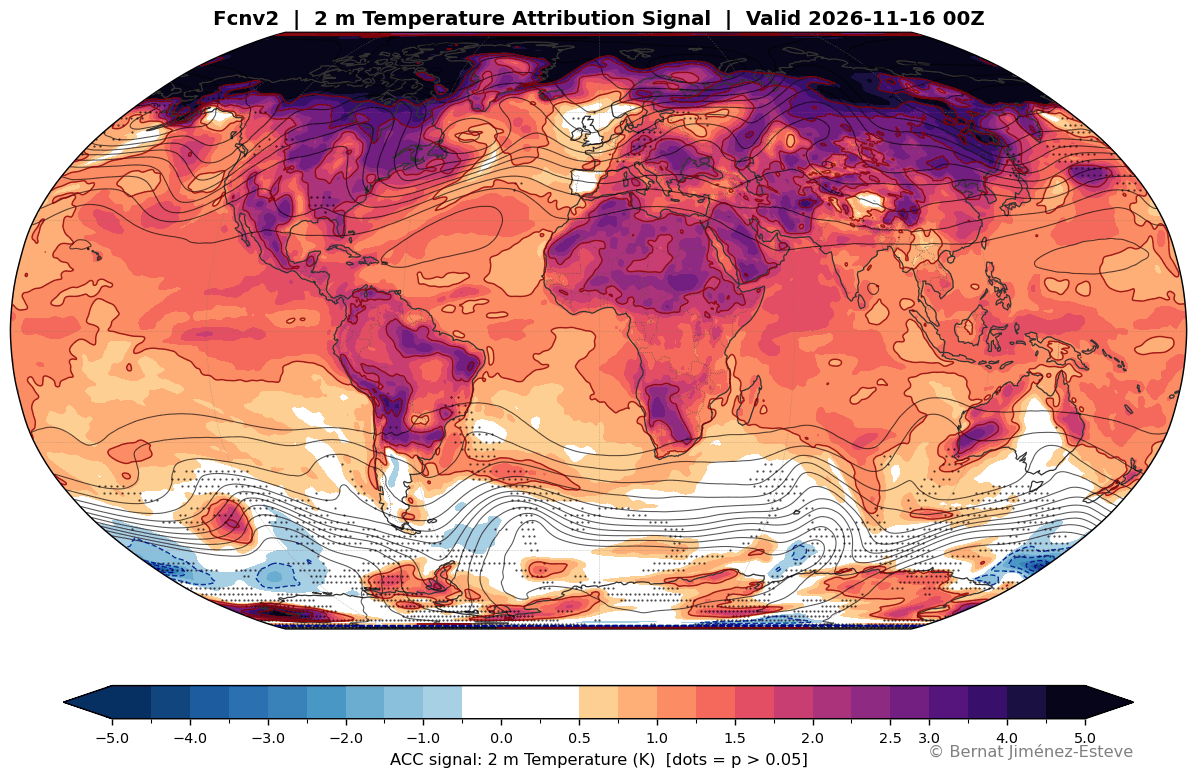 Fcnv2 | 2 m Temperature Attribution Signal | Valid 2026-11-16 00Z
−5.0 −4.0 −3.0 −2.0 −1.0 0.0 0.5 1.0 1.5 2.0 2.5 3.0 4.0 5.0
ACC signal: 2 m Temperature (K) [dots = p > 0.05]
© Bernat Jiménez-Esteve